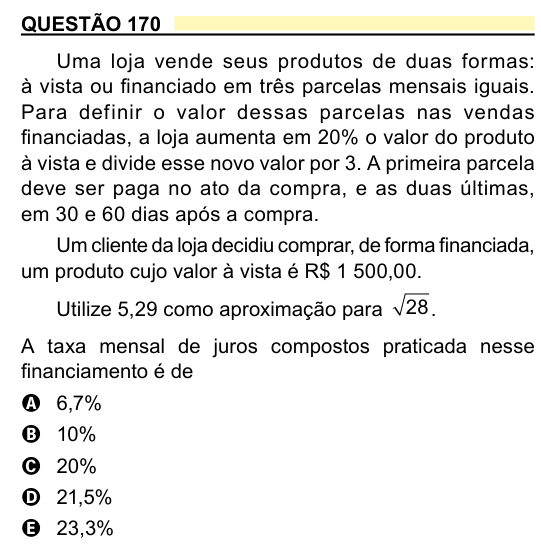 QUESTÃO 170
Uma loja vende seus produtos de duas formas:
à vista ou financiado em três parcelas mensais iguais.
Para definir o valor dessas parcelas nas vendas
financiadas, a loja aumenta em 20% o valor do produto
à vista e divide esse novo valor por 3. A primeira parcela
deve ser paga no ato da compra, e as duas últimas,
em 30 e 60 dias após a compra.
Um cliente da loja decidiu comprar, de forma financiada,
um produto cujo valor à vista é R$ 1 500,00.
Utilize 5,29 como aproximação para √28.
A taxa mensal de juros compostos praticada nesse
financiamento é de
A 6,7%
B 10%
C 20%
D 21,5%
E 23,3%